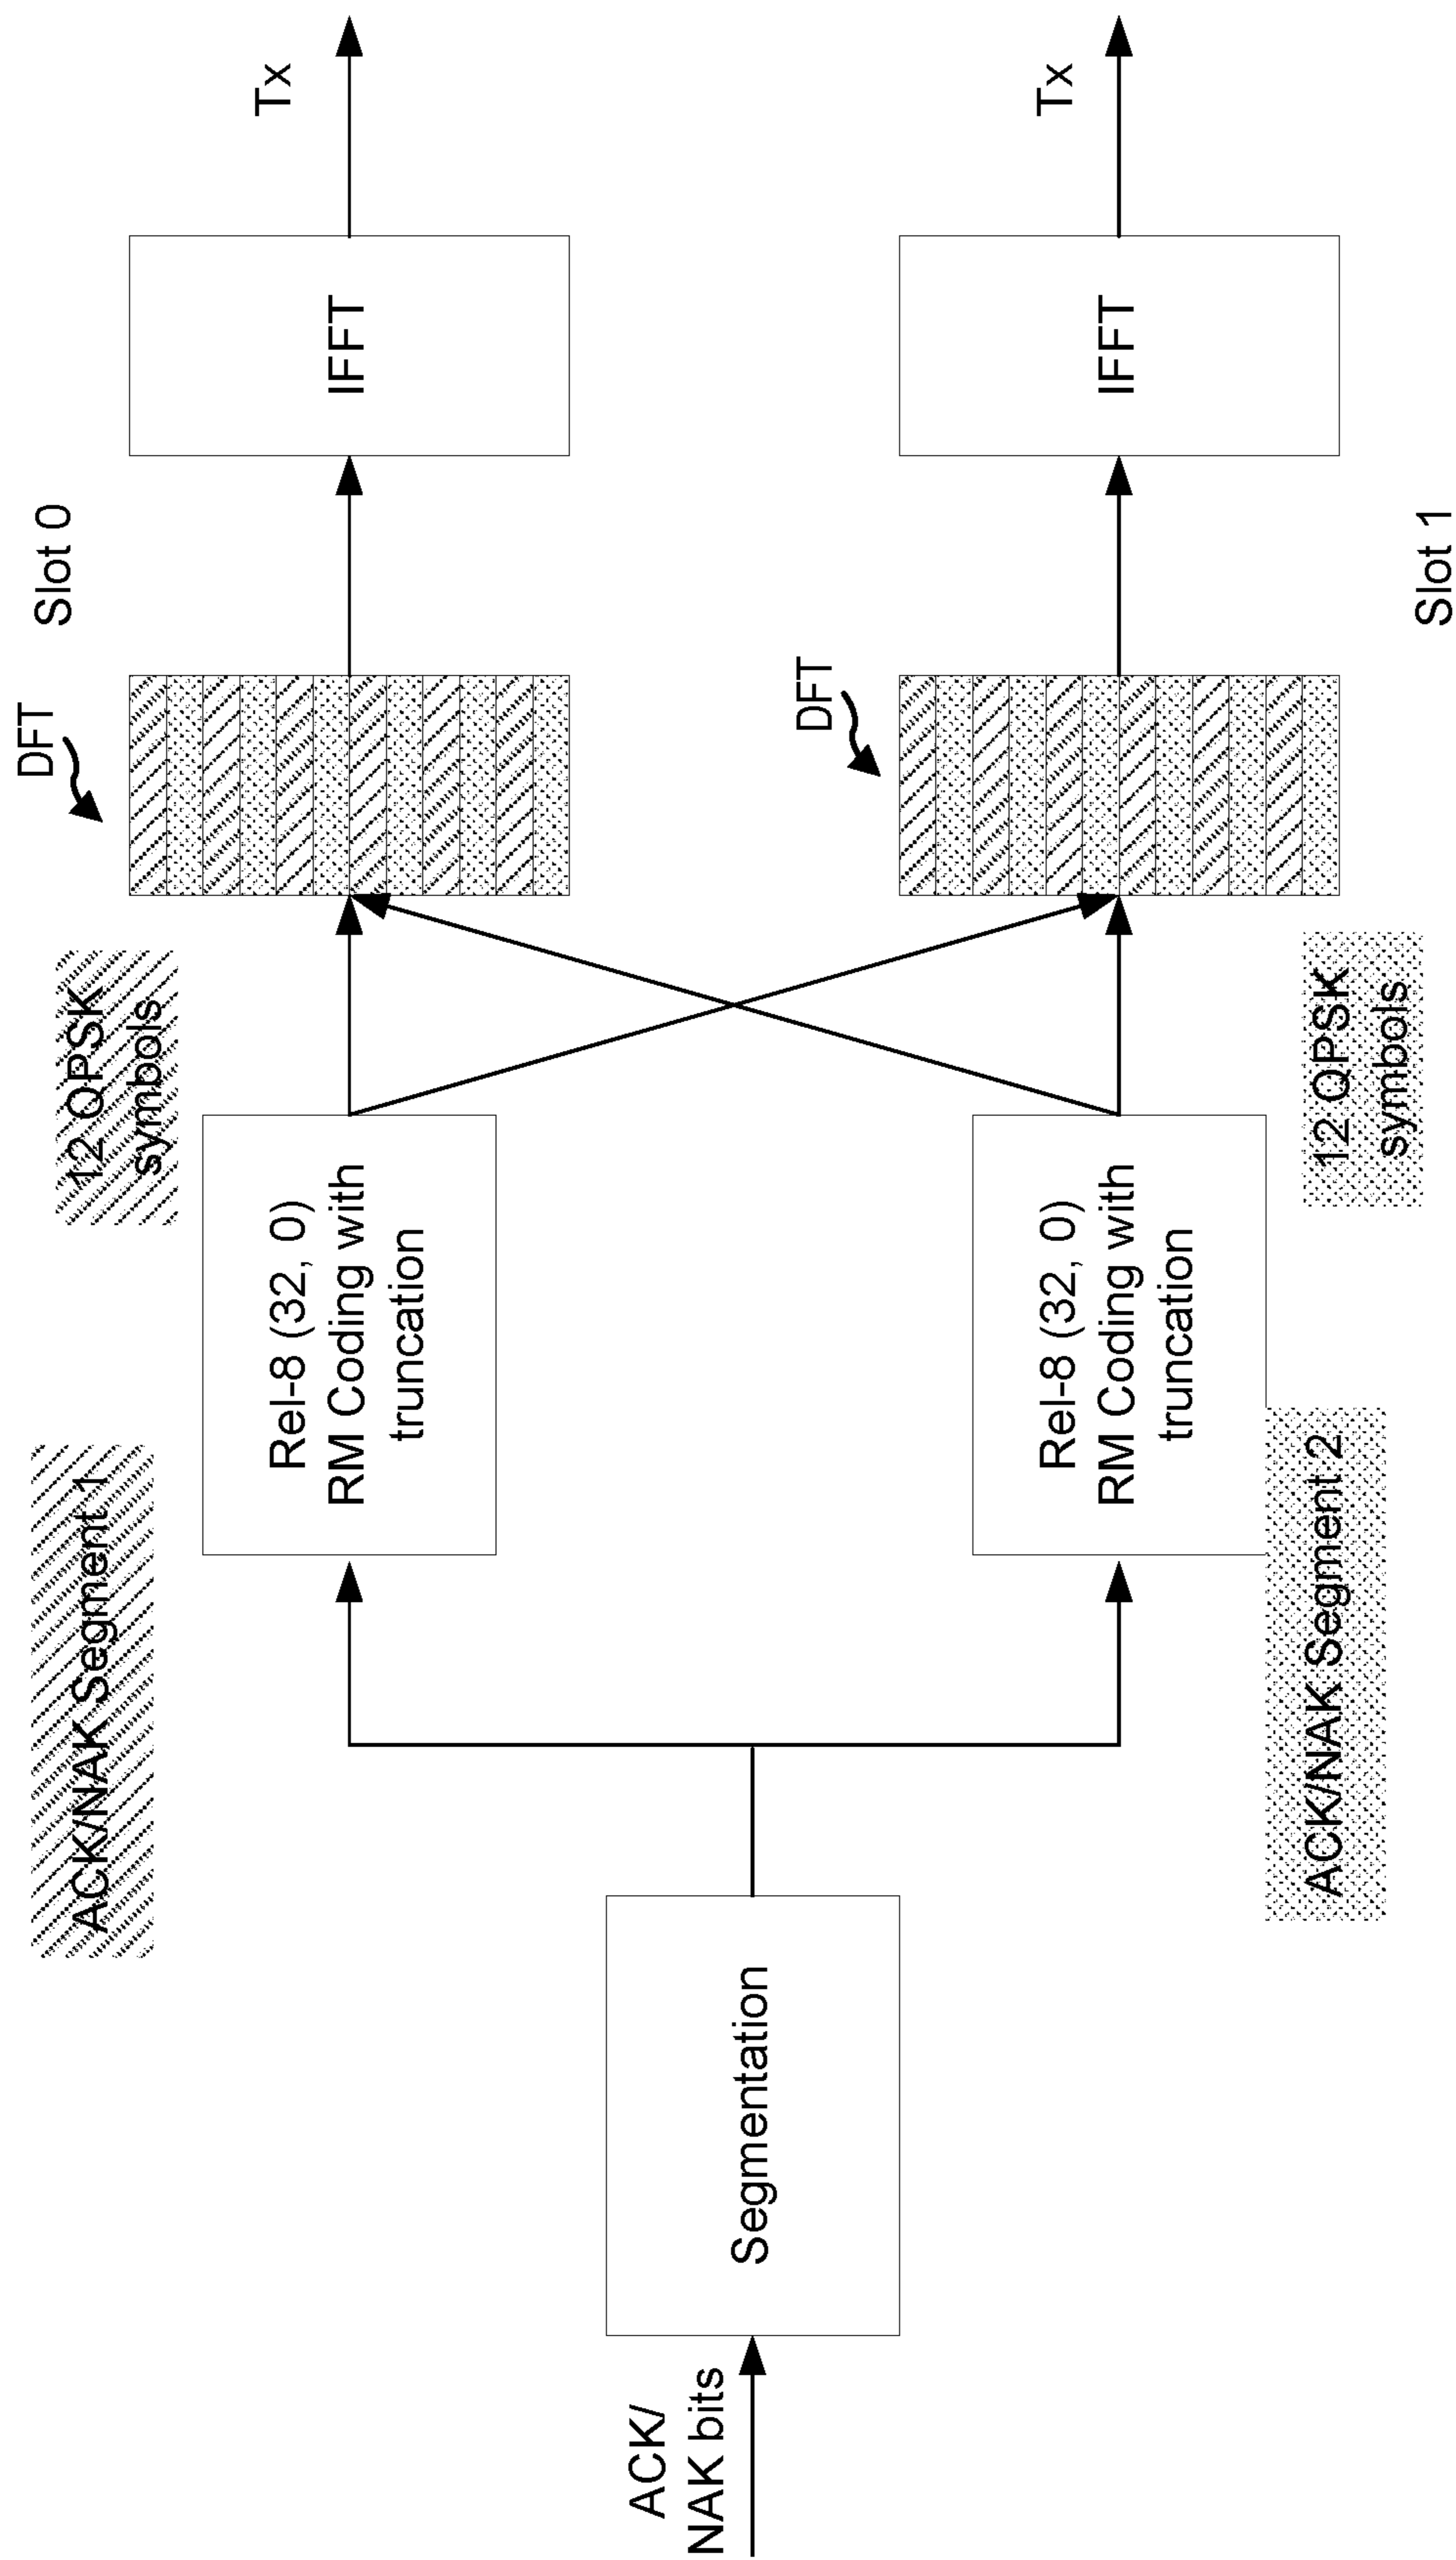 ACK/
NAK bits
Segmentation
ACK/NAK Segment 1
Rel-8 (32, 0)
RM Coding with
truncation
12 QPSK
symbols
DFT
Slot 0
IFFT
Tx
ACK/NAK Segment 2
Rel-8 (32, 0)
RM Coding with
truncation
12 QPSK
symbols
DFT
Slot 1
IFFT
Tx